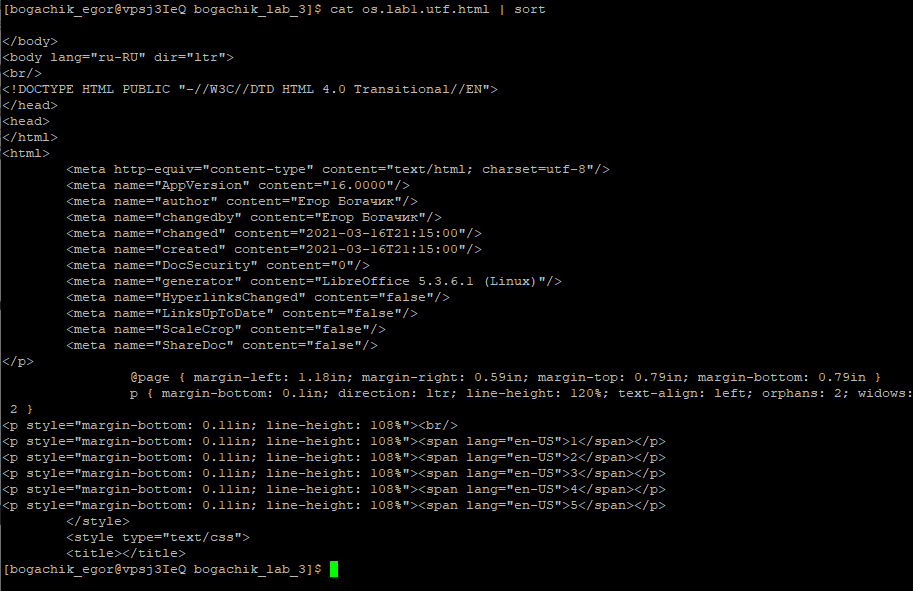 [bogachik_egor@vpsj3IeQ bogachik_lab_3]$ cat os.lab1.utf.html | sort

</body>
<body lang="ru-RU" dir="ltr">
<br/>
<!DOCTYPE HTML PUBLIC "-//W3C//DTD HTML 4.0 Transitional//EN">
</head>
<head>
</html>
<html>
        <meta http-equiv="content-type" content="text/html; charset=utf-8"/>
        <meta name="AppVersion" content="16.0000"/>
        <meta name="author" content="Егор Богачик"/>
        <meta name="changedby" content="Егор Богачик"/>
        <meta name="changed" content="2021-03-16T21:15:00"/>
        <meta name="created" content="2021-03-16T21:15:00"/>
        <meta name="DocSecurity" content="0"/>
        <meta name="generator" content="LibreOffice 5.3.6.1 (Linux)"/>
        <meta name="HyperlinksChanged" content="false"/>
        <meta name="LinksUpToDate" content="false"/>
        <meta name="ScaleCrop" content="false"/>
        <meta name="ShareDoc" content="false"/>
</p>
                @page { margin-left: 1.18in; margin-right: 0.59in; margin-top: 0.79in; margin-bottom: 0.79in }
                p { margin-bottom: 0.1in; direction: ltr; line-height: 120%; text-align: left; orphans: 2; widows:
 2 }
<p style="margin-bottom: 0.11in; line-height: 108%"><br/>
<p style="margin-bottom: 0.11in; line-height: 108%"><span lang="en-US">1</span></p>
<p style="margin-bottom: 0.11in; line-height: 108%"><span lang="en-US">2</span></p>
<p style="margin-bottom: 0.11in; line-height: 108%"><span lang="en-US">3</span></p>
<p style="margin-bottom: 0.11in; line-height: 108%"><span lang="en-US">4</span></p>
<p style="margin-bottom: 0.11in; line-height: 108%"><span lang="en-US">5</span></p>
        </style>
        <style type="text/css">
        <title></title>
[bogachik_egor@vpsj3IeQ bogachik_lab_3]$